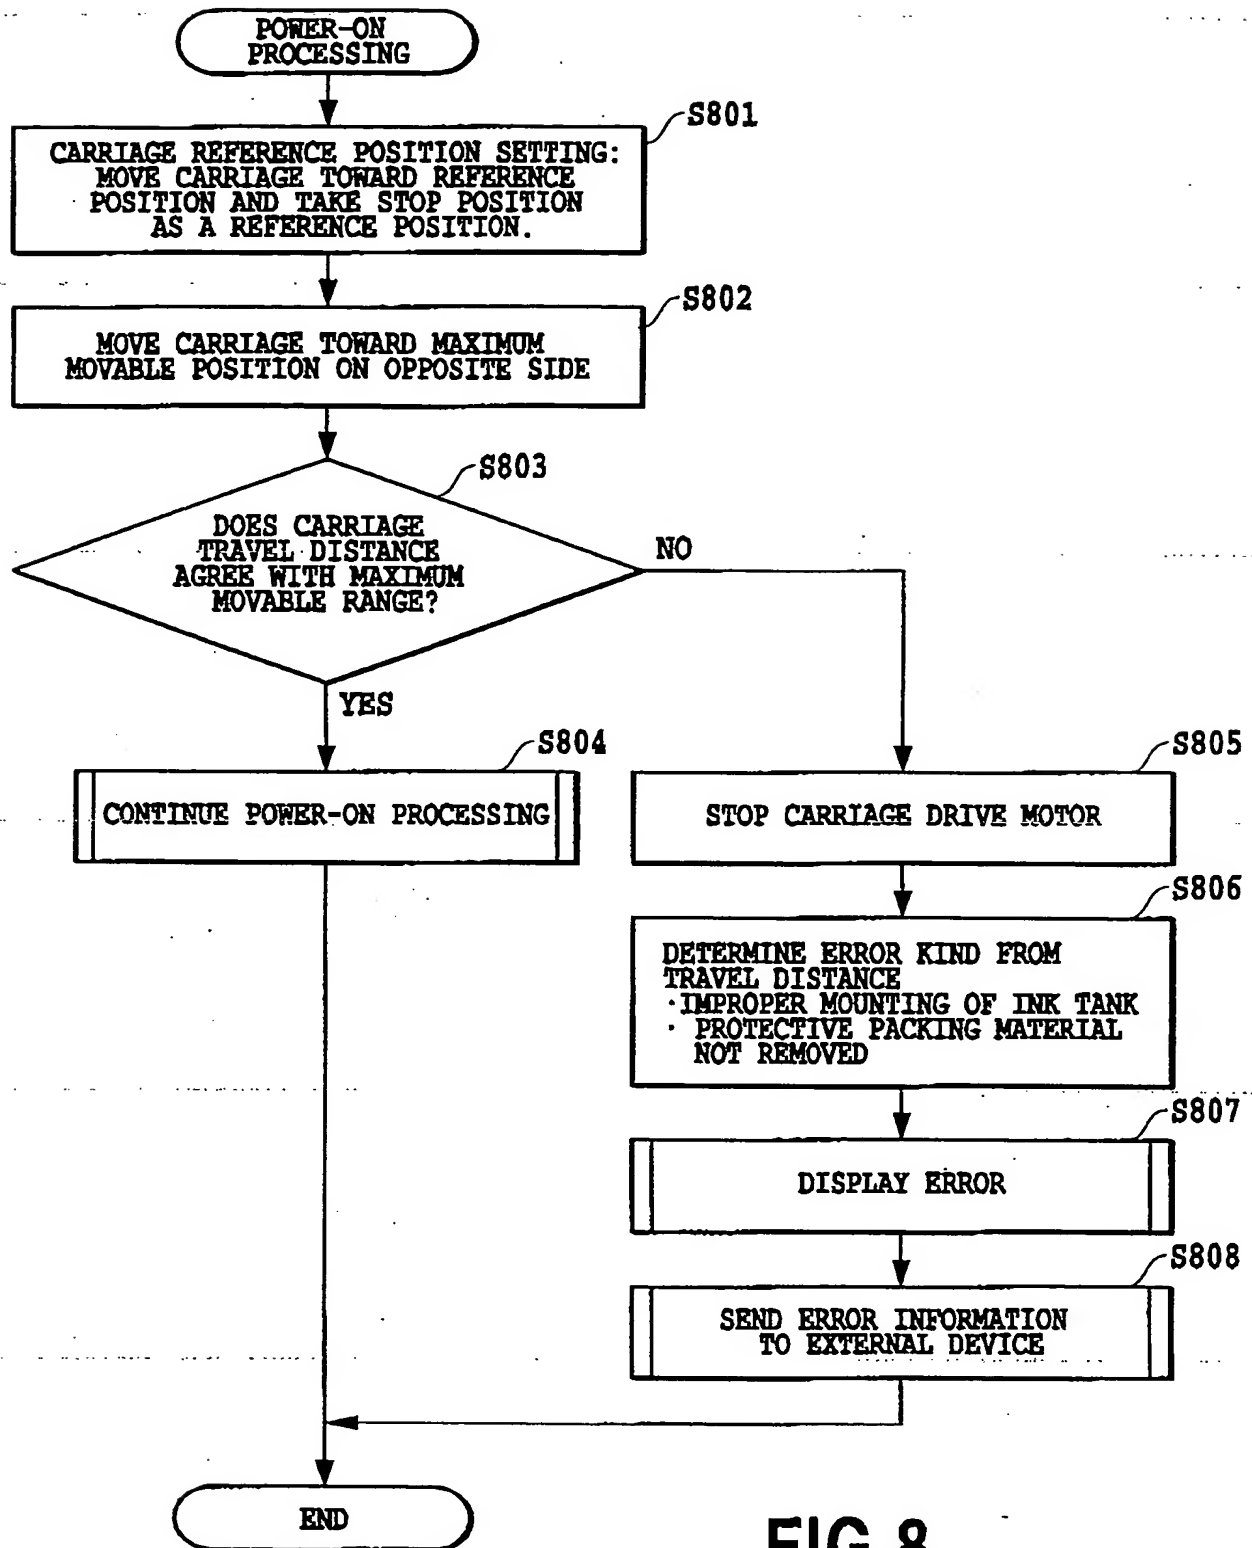 POWER-ON
PROCESSING
S801
CARRIAGE REFERENCE POSITION SETTING:
MOVE CARRIAGE TOWARD REFERENCE
POSITION AND TAKE STOP POSITION
AS A REFERENCE POSITION.
S802
MOVE CARRIAGE TOWARD MAXIMUM
MOVABLE POSITION ON OPPOSITE SIDE
S803
DOES CARRIAGE
TRAVEL DISTANCE
AGREE WITH MAXIMUM
MOVABLE RANGE?
NO
YES
S804
CONTINUE POWER-ON PROCESSING
S805
STOP CARRIAGE DRIVE MOTOR
S806
DETERMINE ERROR KIND FROM
TRAVEL DISTANCE
·IMPROPER MOUNTING OF INK TANK
· PROTECTIVE PACKING MATERIAL
NOT REMOVED
S807
DISPLAY ERROR
S808
SEND ERROR INFORMATION
TO EXTERNAL DEVICE
END
FIG.8